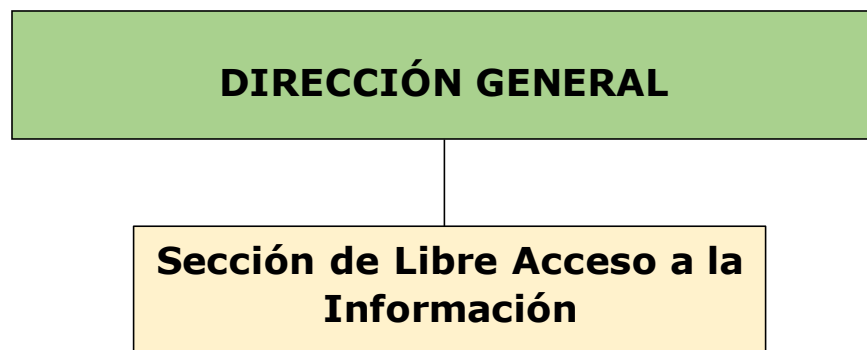 DIRECCIÓN GENERAL
Sección de Libre Acceso a la
Información